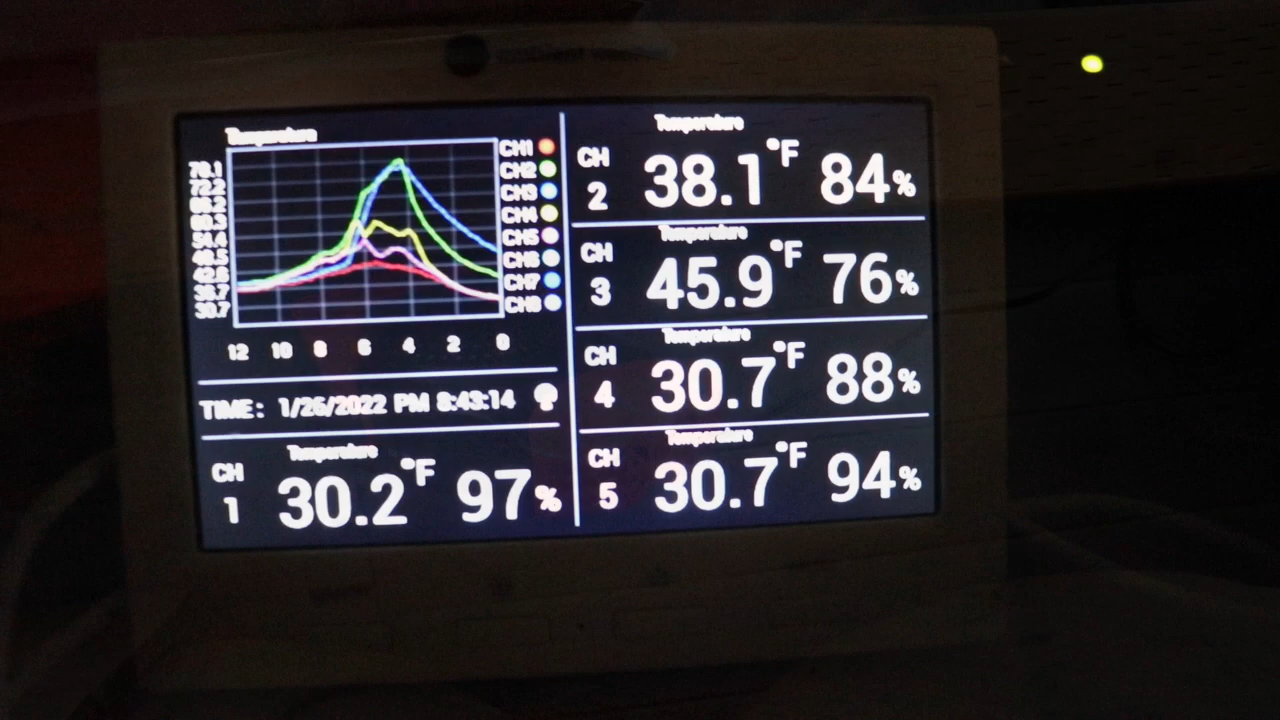 Temperature
78.1
72.2
66.2
60.3
54.4
48.5
42.6
36.7
30.7
CH1
CH2
CH3
CH4
CH5
CH6
CH7
CH8
12 10 8 6 4 2 0
TIME: 1/26/2022 PM 8:43:14
Temperature
CH 1 30.2°F 97%
Temperature
CH 2 38.1°F 84%
Temperature
CH 3 45.9°F 76%
Temperature
CH 4 30.7°F 88%
Temperature
CH 5 30.7°F 94%